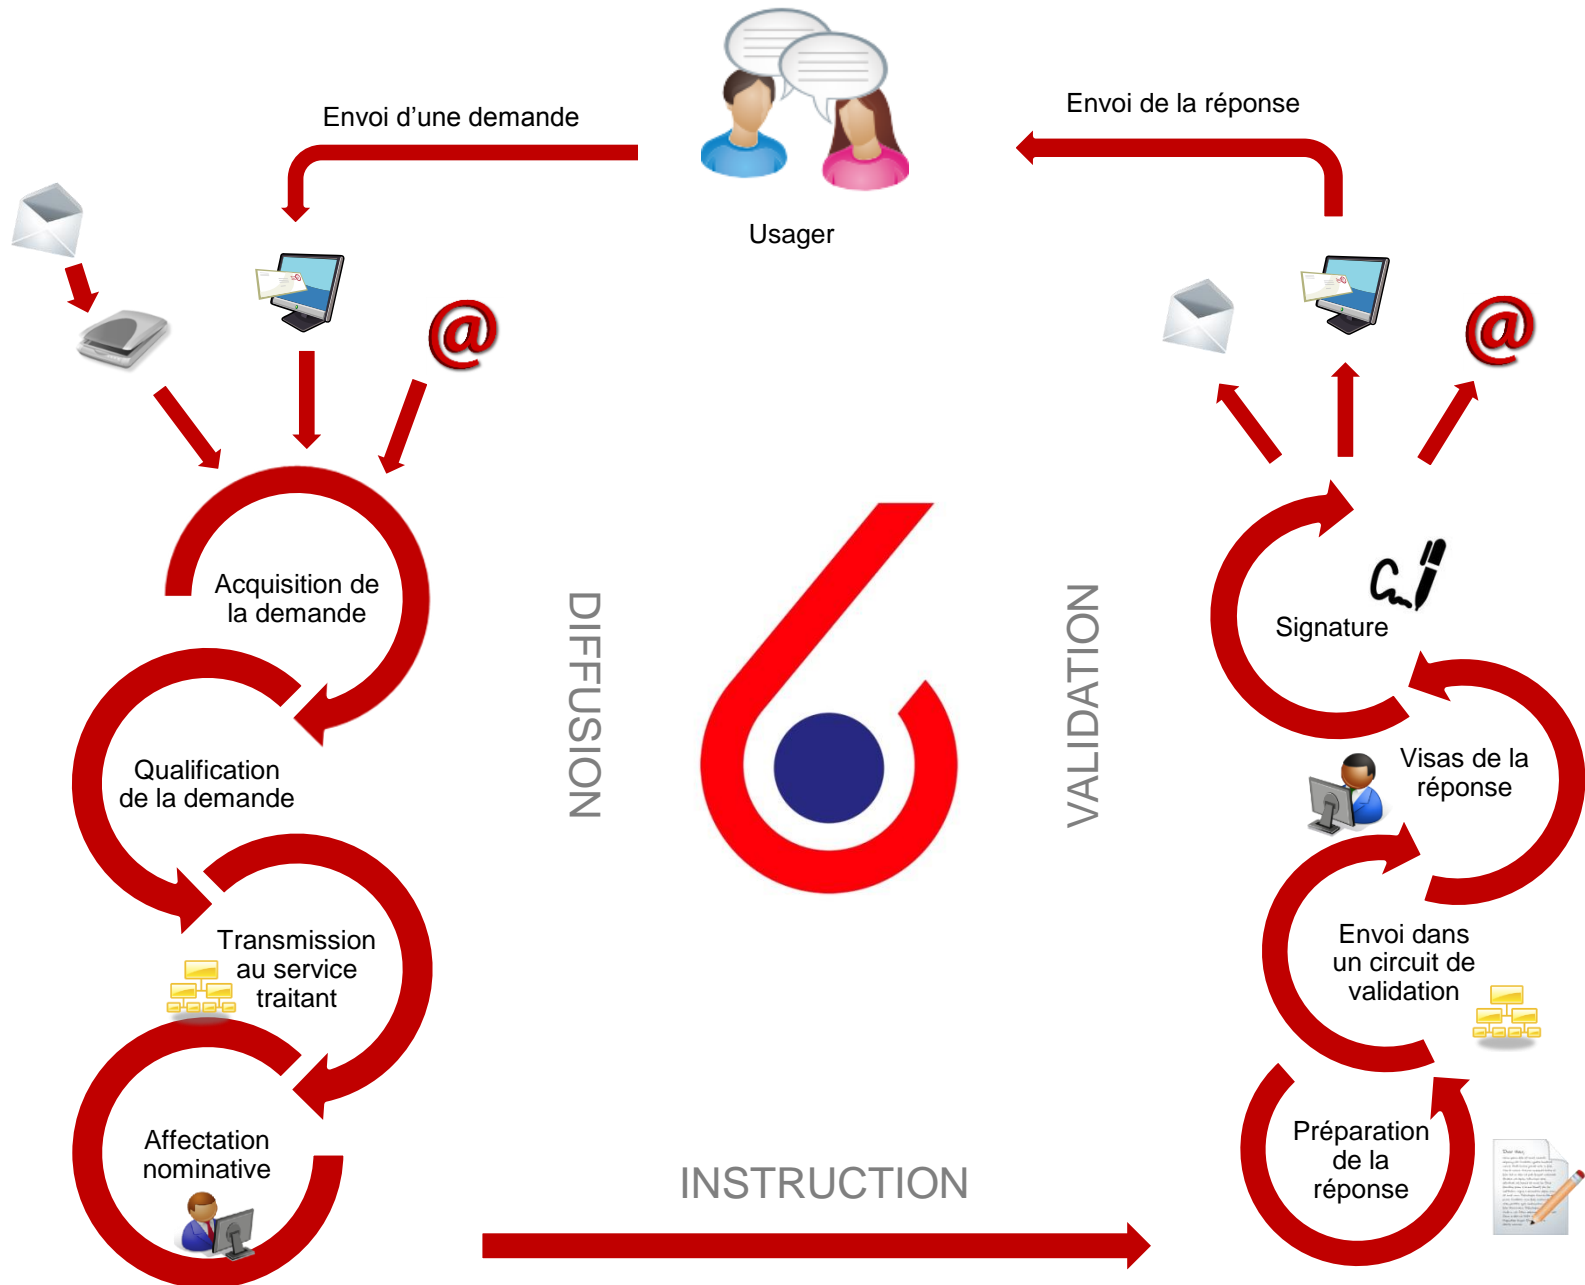 Envoi d'une demande
Envoi de la réponse
Usager
@
@
Acquisition de
la demande
Qualification
de la demande
Transmission
au service
traitant
Affectation
nominative
DIFFUSION
INSTRUCTION
VALIDATION
Préparation
de la
réponse
Envoi dans
un circuit de
validation
Visas de la
réponse
Signature